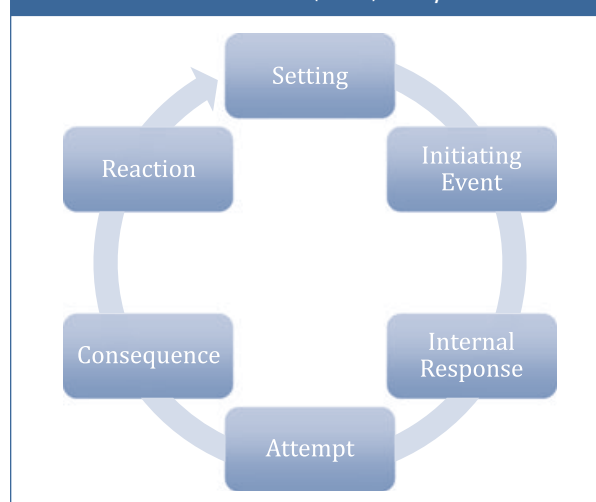 Setting
Initiating
Event
Internal
Response
Attempt
Consequence
Reaction